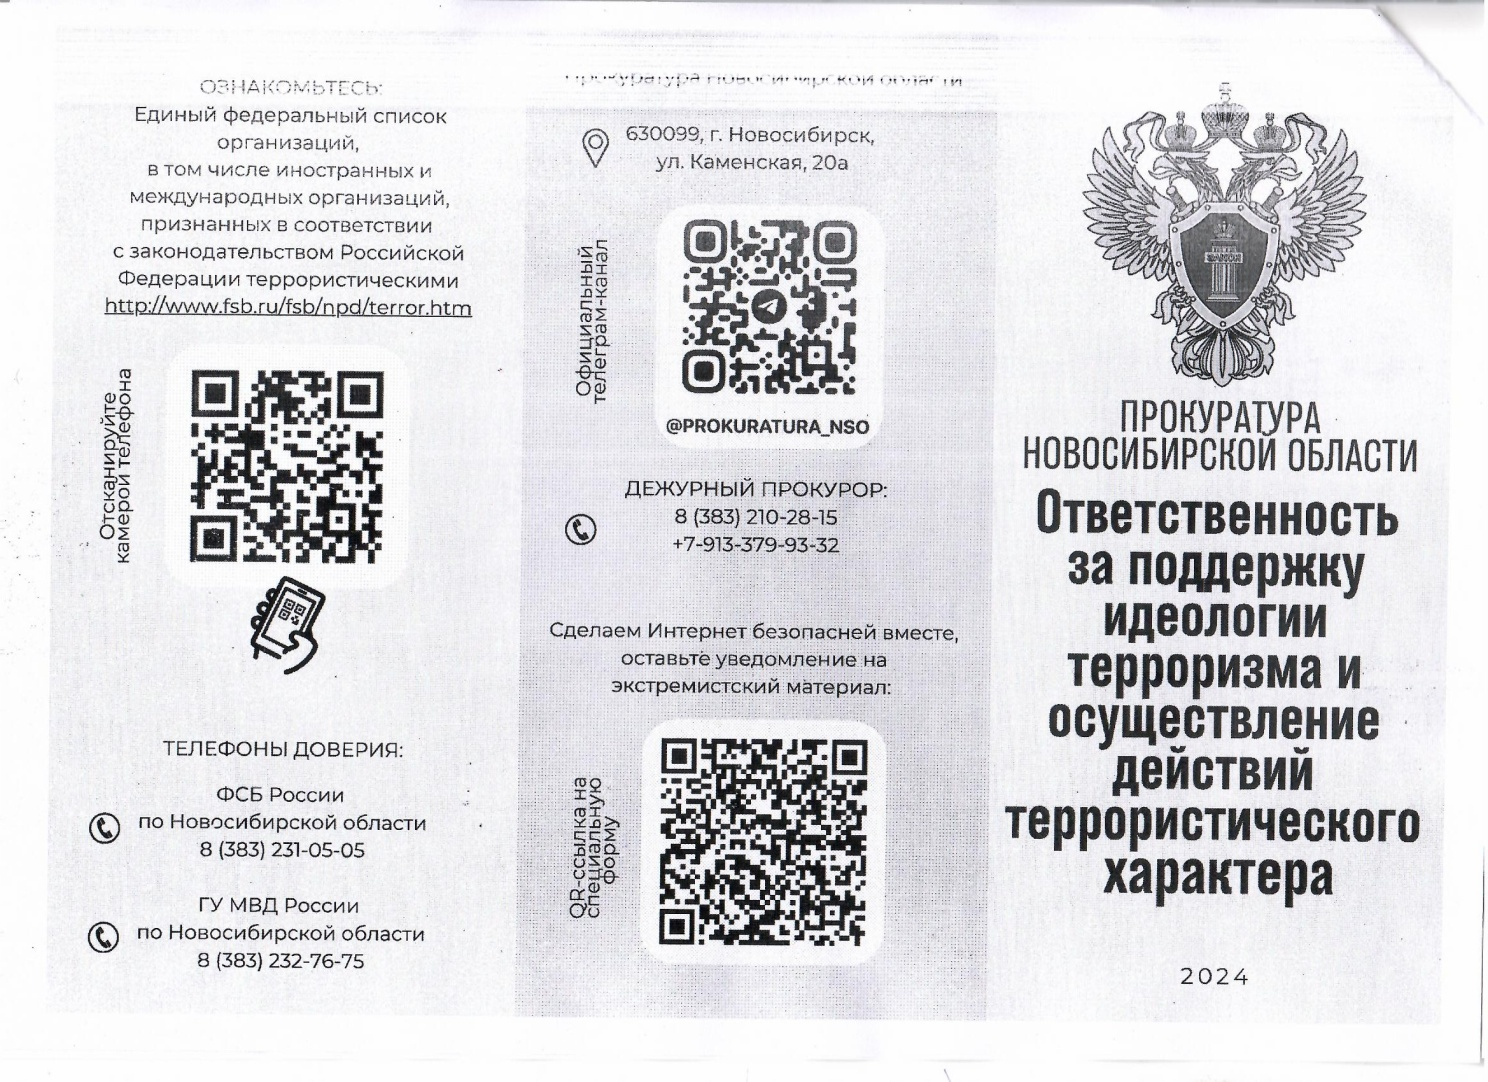 ОЗНАКОМЬТЕСЬ:
Единый федеральный список
организаций,
в том числе иностранных и
международных организаций,
признанных в соответствии
с законодательством Российской
Федерации террористическими
http://www.fsb.ru/fsb/npd/terror.htm
Отсканируйте
камерой телефона
ТЕЛЕФОНЫ ДОВЕРИЯ:
ФСБ России
по Новосибирской области
8 (383) 231-05-05
ГУ МВД России
по Новосибирской области
8 (383) 232-76-75
Прокуратура Новосибирской области
630099, г. Новосибирск,
ул. Каменская, 20а
Официальный
телеграм-канал
@PROKURATURA_NSO
ДЕЖУРНЫЙ ПРОКУРОР:
8 (383) 210-28-15
+7-913-379-93-32
Сделаем Интернет безопасней вместе,
оставьте уведомление на
экстремистский материал:
QR-ссылка на
специальную
форму
ЗАКОН
ПРОКУРАТУРА
НОВОСИБИРСКОЙ ОБЛАСТИ
Ответственность
за поддержку
идеологии
терроризма и
осуществление
действий
террористического
характера
2024